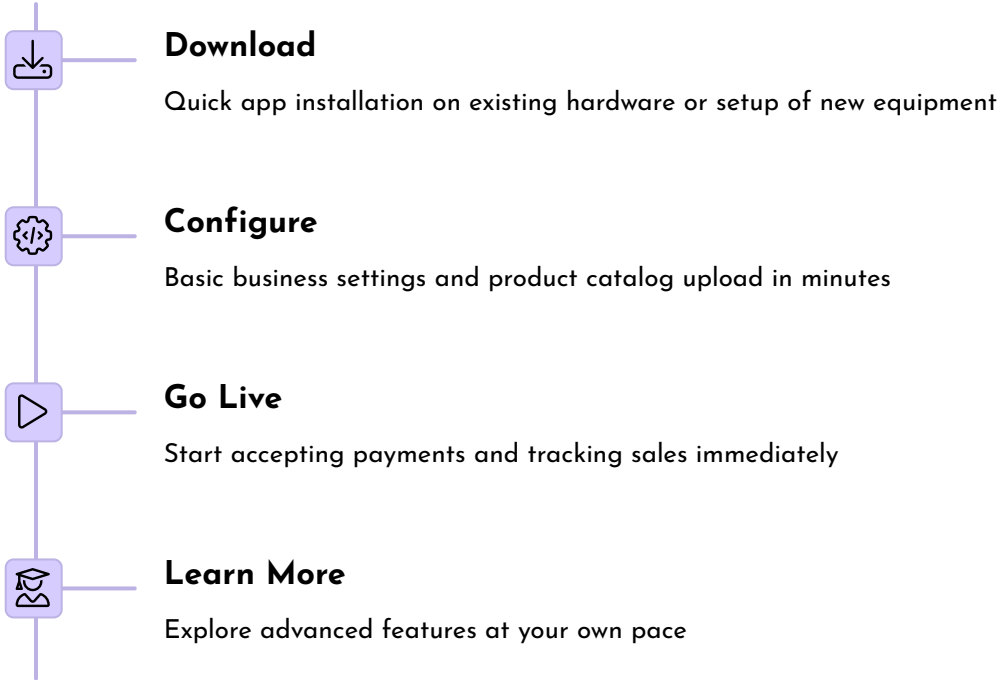 Download
Quick app installation on existing hardware or setup of new equipment
Configure
Basic business settings and product catalog upload in minutes
Go Live
Start accepting payments and tracking sales immediately
Learn More
Explore advanced features at your own pace